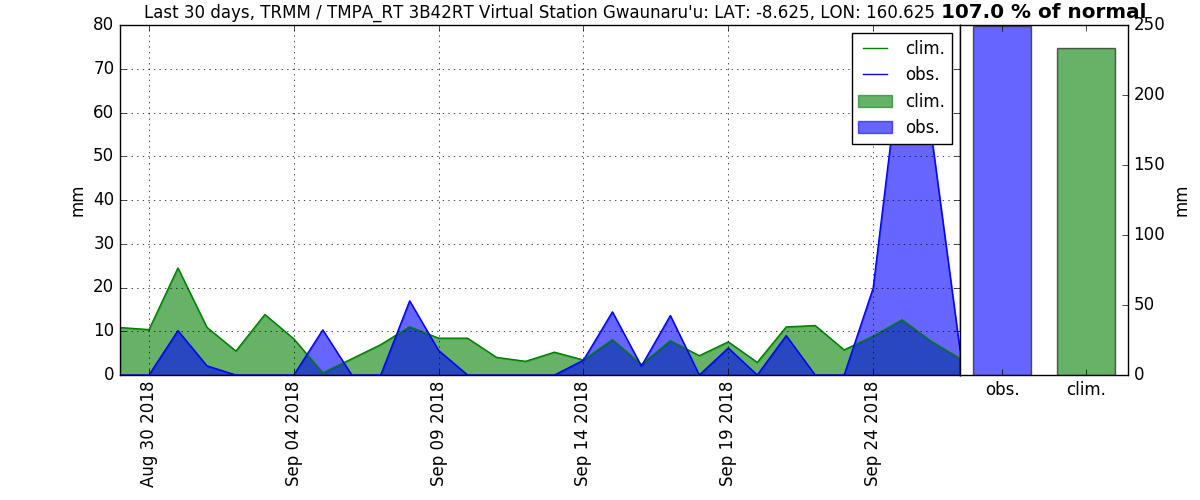 Last 30 days, TRMM / TMPA_RT 3B42RT Virtual Station Gwaunaru'u: LAT: -8.625, LON: 160.625 107.0 % of normal
80
70
60
50
40
30
20
10
0
mm
clim.
obs.
clim.
obs.
250
200
150
100
50
0
mm
obs. clim.
Aug 30 2018
Sep 04 2018
Sep 09 2018
Sep 14 2018
Sep 19 2018
Sep 24 2018